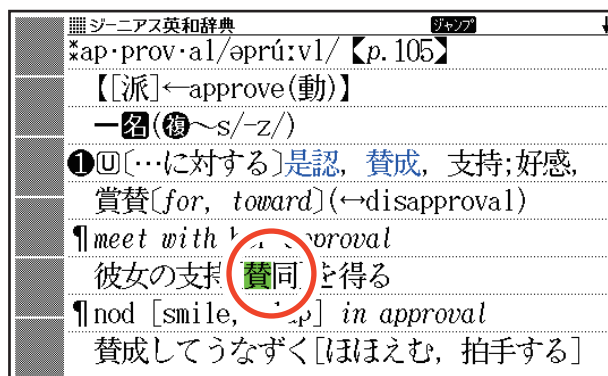 ジーニアス英和辞典 ジャンプ
⁑ap・prov・al/əprúːvl/【p. 105】
【[派]←approve(動)】
―名(複～s/-z/)
❶U〔…に対する〕是認, 賛成, 支持;好感,
賞賛〔for, toward〕(↔disapproval)
¶meet with approval
彼女の支持 賛同を得る
¶nod [smile, ] in approval
賛成してうなずく[ほほえむ, 拍手する]